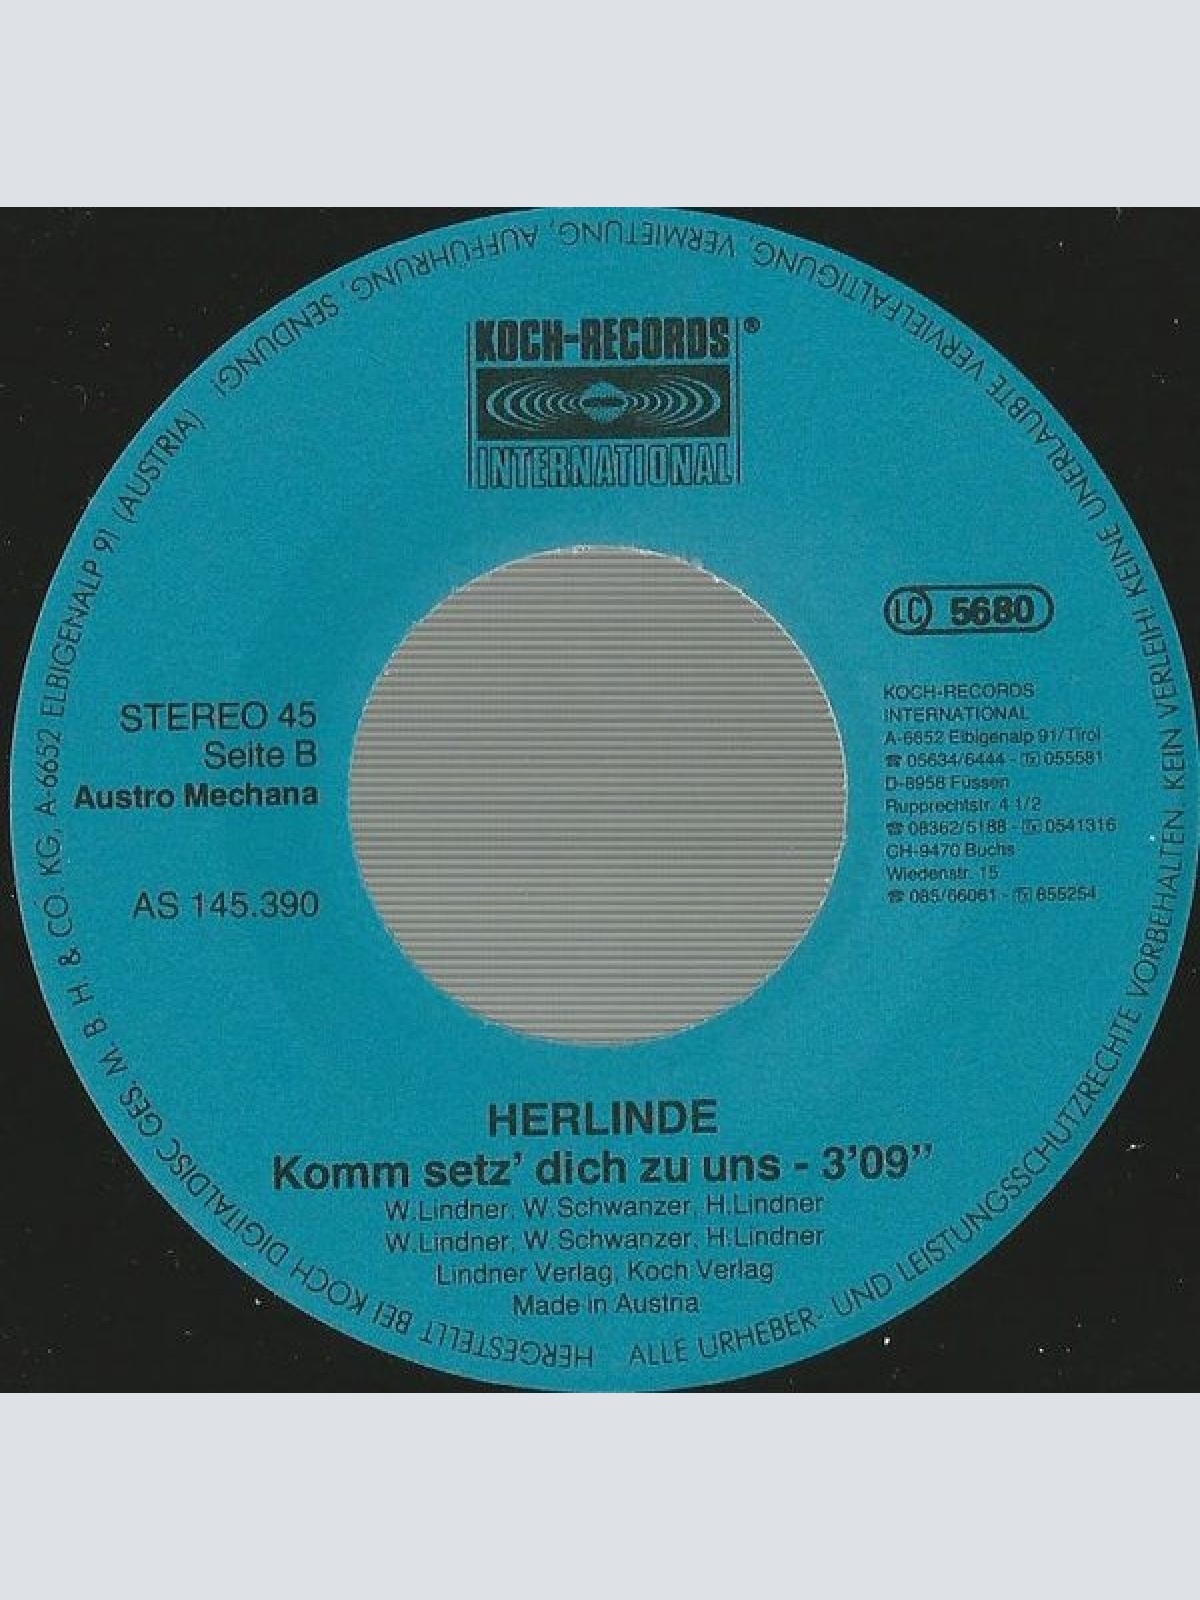 KOCH-RECORDS®
INTERNATIONAL
LC 5680
KOCH-RECORDS
INTERNATIONAL
A-6652 Elbigenalp 91/Tirol
☎ 05634/6444 - 055581
D-8958 Füssen
Rupprechtstr. 4 1/2
☎ 08362/5188 - 0541316
CH-9470 Buchs
Wiedenstr. 15
☎ 085/66061 - 855254
STEREO 45
Seite B
Austro Mechana
AS 145.390
HERLINDE
Komm setz’ dich zu uns - 3’09”
W.Lindner, W.Schwanzer, H.Lindner
W.Lindner, W.Schwanzer, H.Lindner
Lindner Verlag, Koch Verlag
Made in Austria
HERGESTELLT BEI KOCH DIGITALDISC GES. M. B. H. & CO. KG, A-6652 ELBIGENALP 91 (AUSTRIA)
ALLE URHEBER- UND LEISTUNGSSCHUTZRECHTE VORBEHALTEN. KEIN VERLEIH! KEINE UNERLAUBTE VERVIELFÄLTIGUNG, VERMIETUNG, AUFFÜHRUNG, SENDUNG!